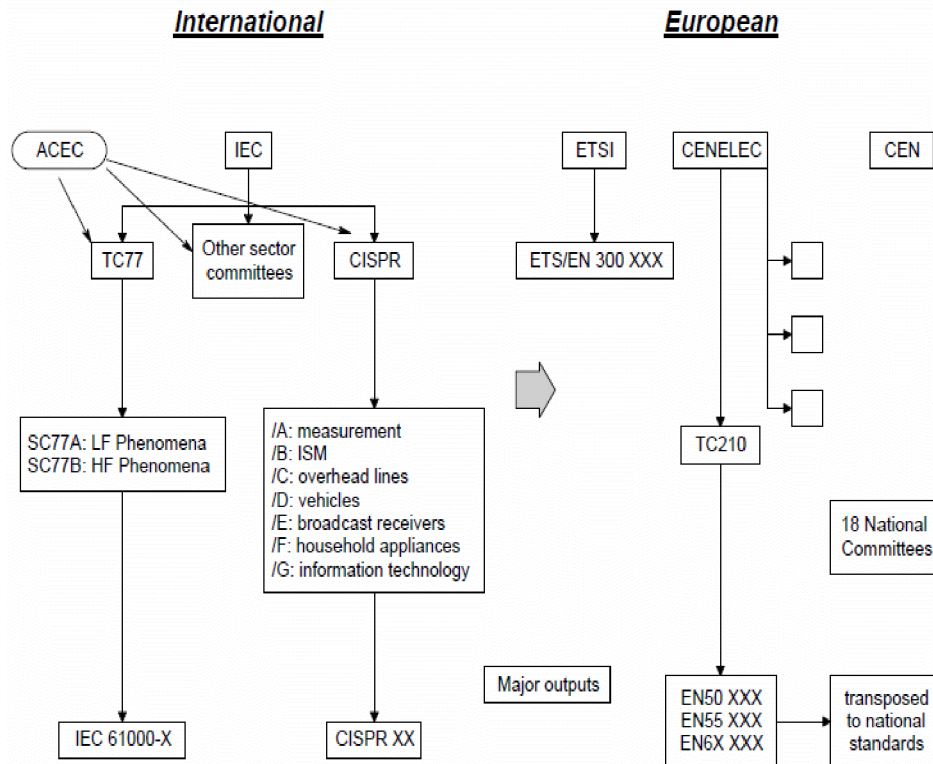 International
European
ACEC
IEC
ETSI
CENELEC
CEN
TC77
Other sector
committees
CISPR
ETS/EN 300 XXX
SC77A: LF Phenomena
SC77B: HF Phenomena
/A: measurement
/B: ISM
/C: overhead lines
/D: vehicles
/E: broadcast receivers
/F: household appliances
/G: information technology
TC210
18 National
Committees
Major outputs
IEC 61000-X
CISPR XX
EN50 XXX
EN55 XXX
EN6X XXX
transposed
to national
standards